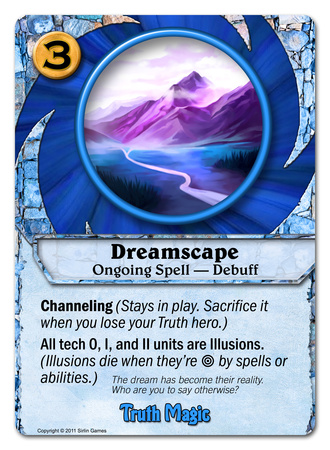 3
Dreamscape
Ongoing Spell — Debuff
Channeling (Stays in play. Sacrifice it
when you lose your Truth hero.)
All tech 0, I, and II units are Illusions.
(Illusions die when they're ◎ by spells or
abilities.) The dream has become their reality.
Who are you to say otherwise?
Truth Magic
Copyright © 2011 Sirlin Games